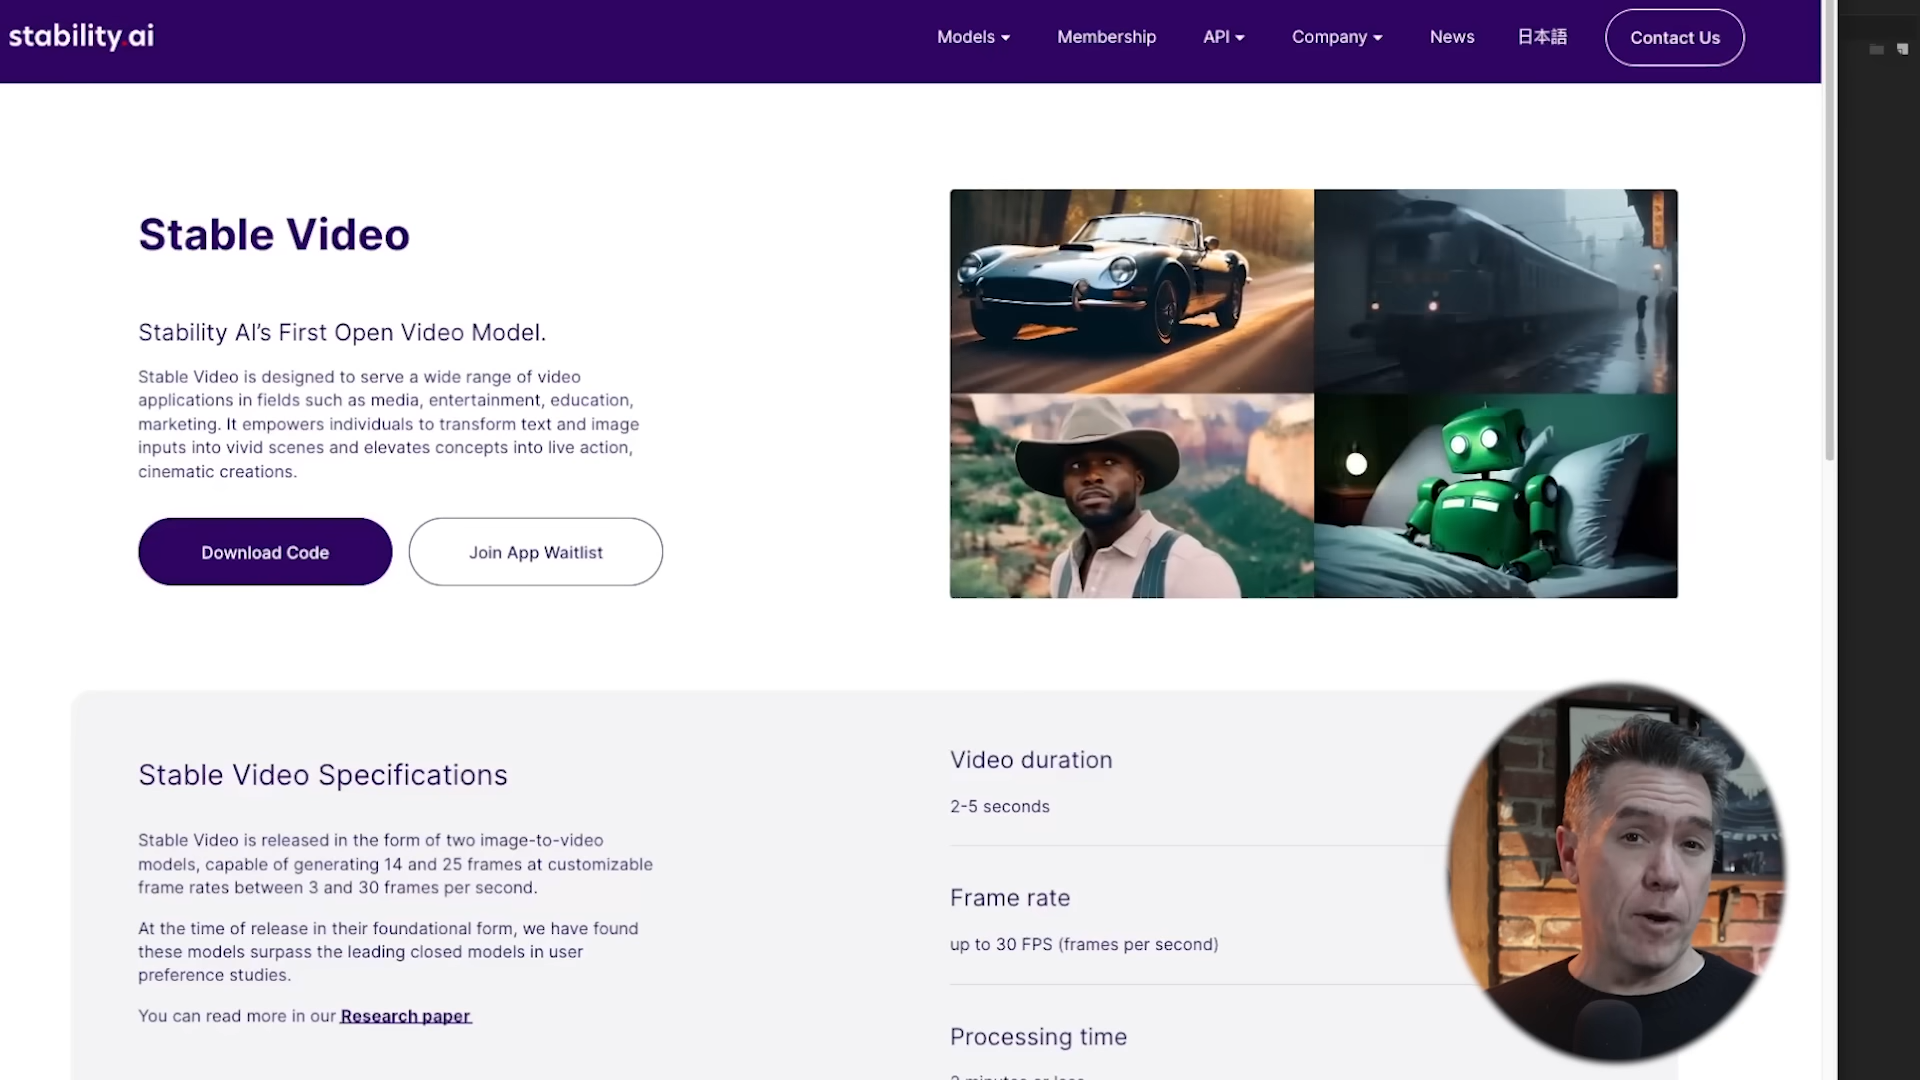 stability.ai
Models
Membership
API
Company
News
日本語
Contact Us
Stable Video
Stability AI's First Open Video Model.
Stable Video is designed to serve a wide range of video
applications in fields such as media, entertainment, education,
marketing. It empowers individuals to transform text and image
inputs into vivid scenes and elevates concepts into live action,
cinematic creations.
Download Code
Join App Waitlist
Stable Video Specifications
Stable Video is released in the form of two image-to-video
models, capable of generating 14 and 25 frames at customizable
frame rates between 3 and 30 frames per second.
At the time of release in their foundational form, we have found
these models surpass the leading closed models in user
preference studies.
You can read more in our Research paper
Video duration
2-5 seconds
Frame rate
up to 30 FPS (frames per second)
Processing time
2 minutes or less